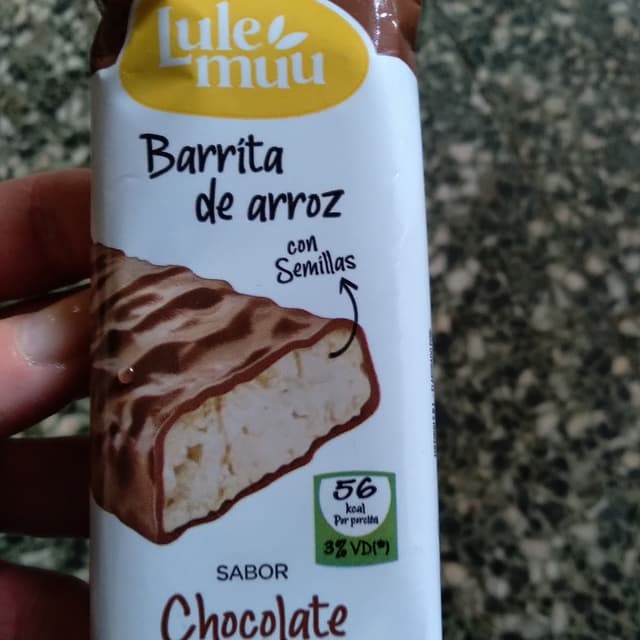 Lule
muu
Barrita
de arroz
con
Semillas
56
kcal
Por porción
3% VD(*)
SABOR
Chocolate